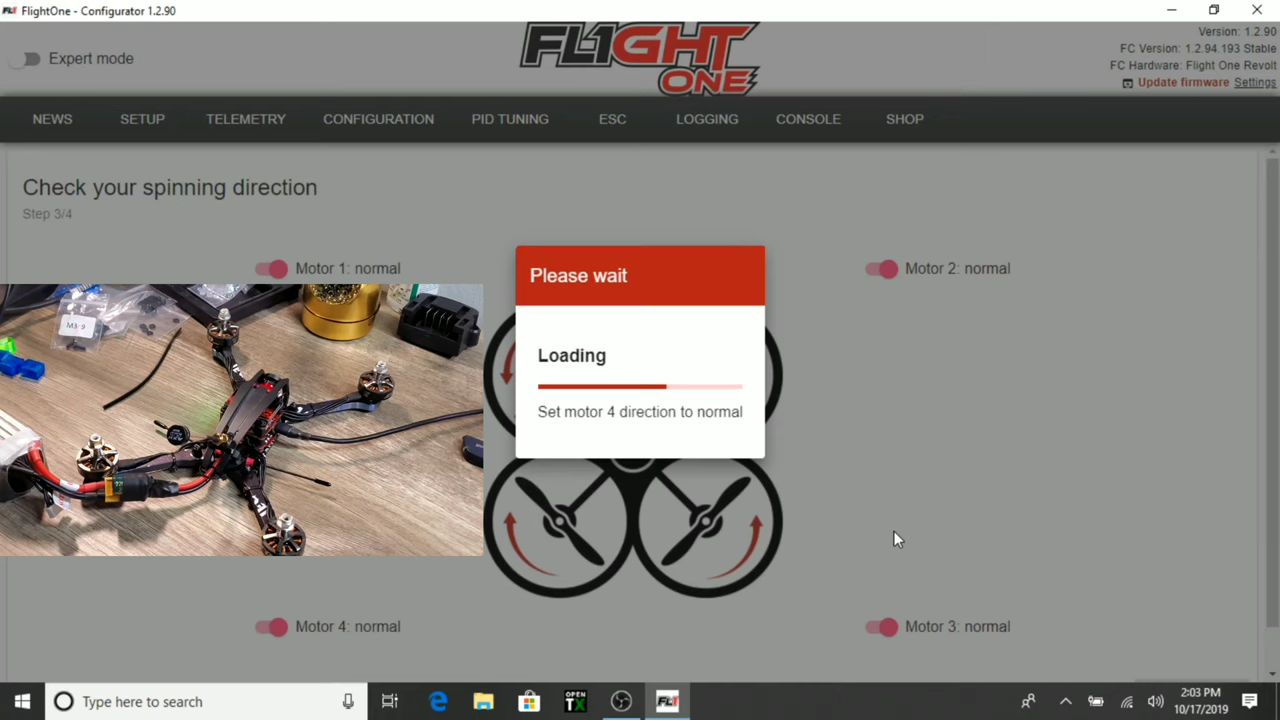 FlightOne - Configurator 1.2.90
Expert mode
FL1GHT
ONE
Version: 1.2.90
FC Version: 1.2.94.193 Stable
FC Hardware: Flight One Revolt
Update firmware Settings
NEWS SETUP TELEMETRY CONFIGURATION PID TUNING ESC LOGGING CONSOLE SHOP
Check your spinning direction
Step 3/4
Motor 1: normal
Motor 2: normal
Please wait
Loading
Set motor 4 direction to normal
Motor 4: normal
Motor 3: normal
Type here to search
OPEN
TX
FL1
2:03 PM
10/17/2019